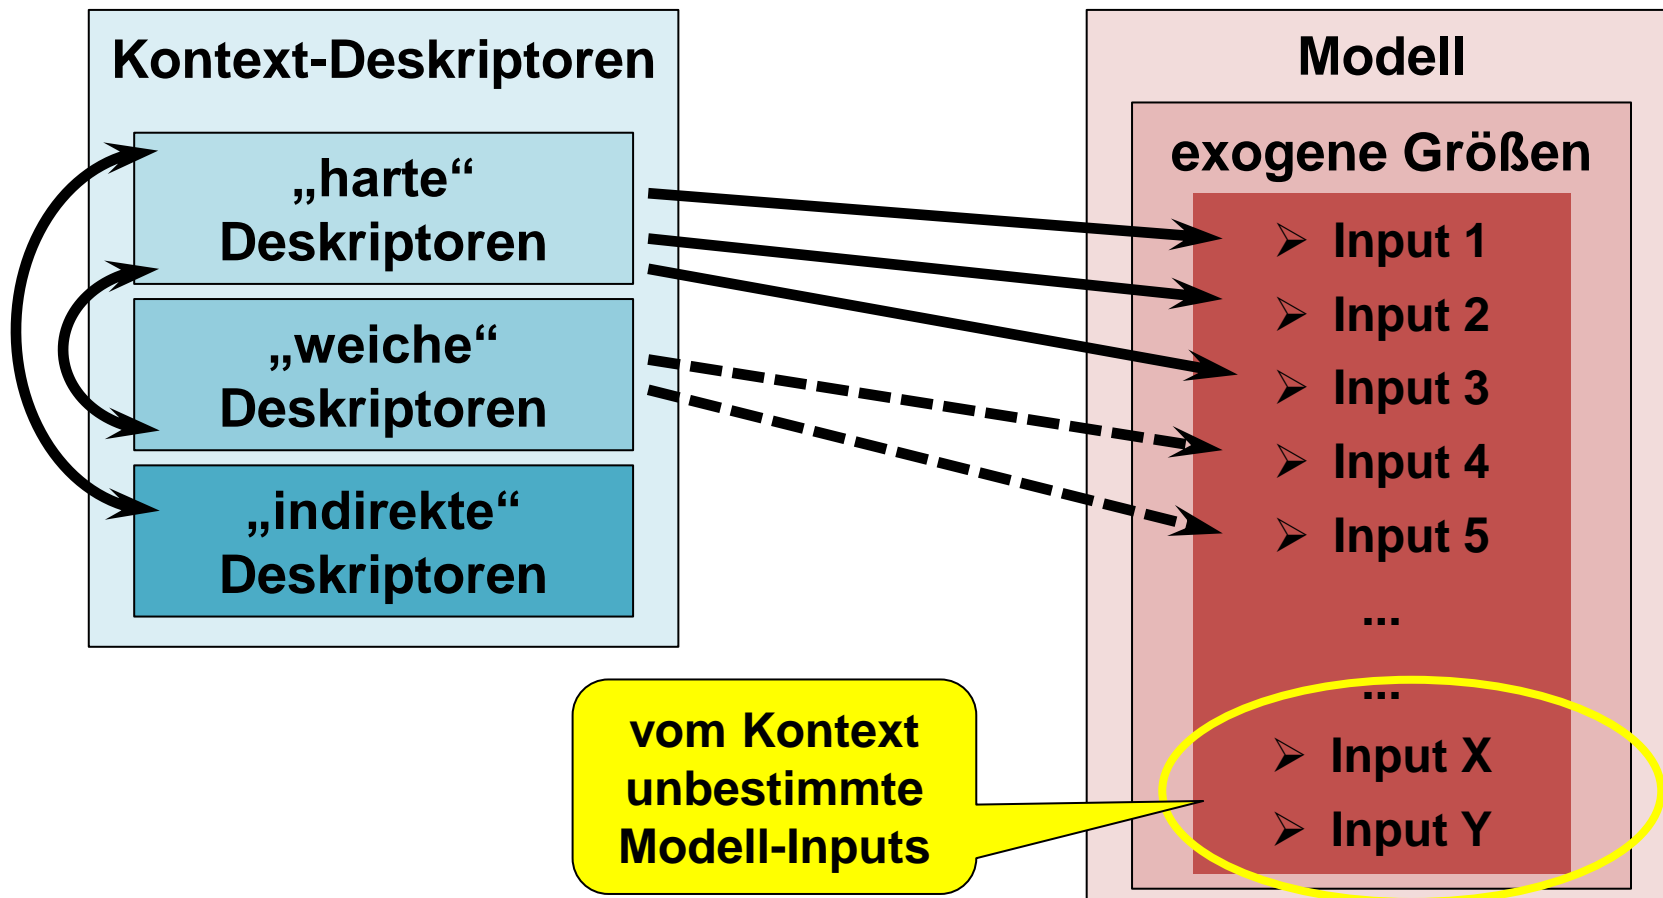 Kontext-Deskriptoren
„harte“
Deskriptoren
„weiche“
Deskriptoren
„indirekte“
Deskriptoren
vom Kontext
unbestimmte
Modell-Inputs
Modell
exogene Größen
➢ Input 1
➢ Input 2
➢ Input 3
➢ Input 4
➢ Input 5
...
...
➢ Input X
➢ Input Y